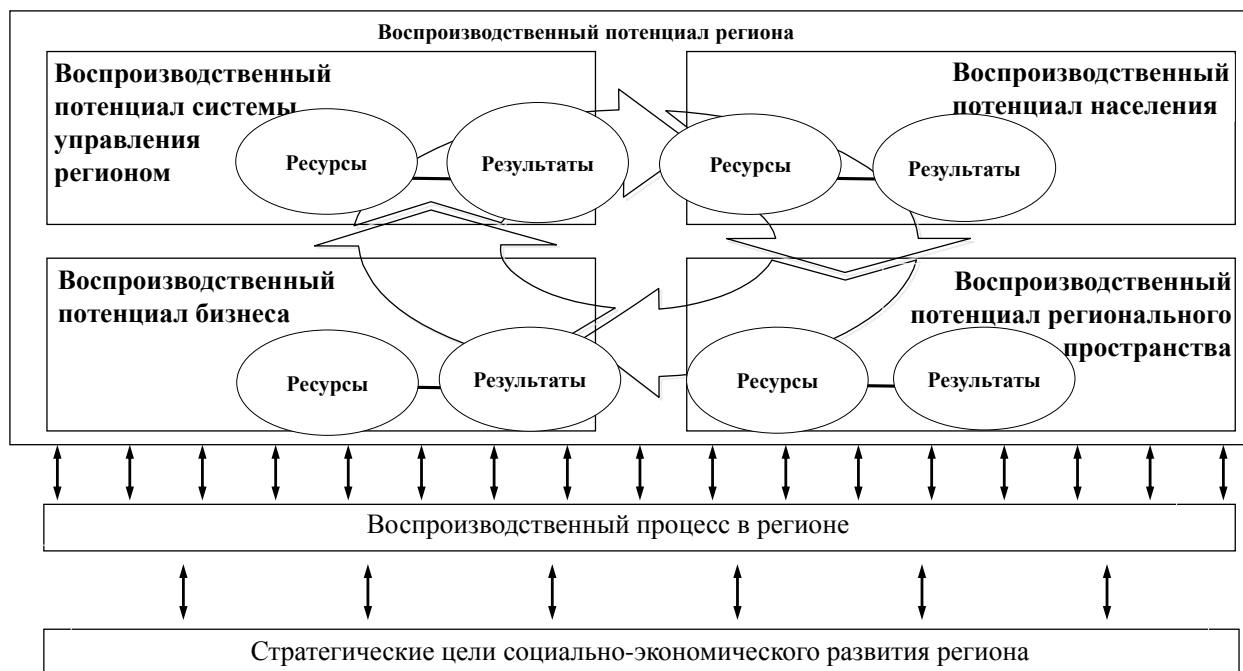 Воспроизводственный потенциал региона
Воспроизводственный
потенциал системы
управления
регионом
Ресурсы
Результаты
Воспроизводственный
потенциал населения
Ресурсы
Результаты
Воспроизводственный
потенциал бизнеса
Ресурсы
Результаты
Воспроизводственный
потенциал регионального
пространства
Ресурсы
Результаты
Воспроизводственный процесс в регионе
Стратегические цели социально-экономического развития региона